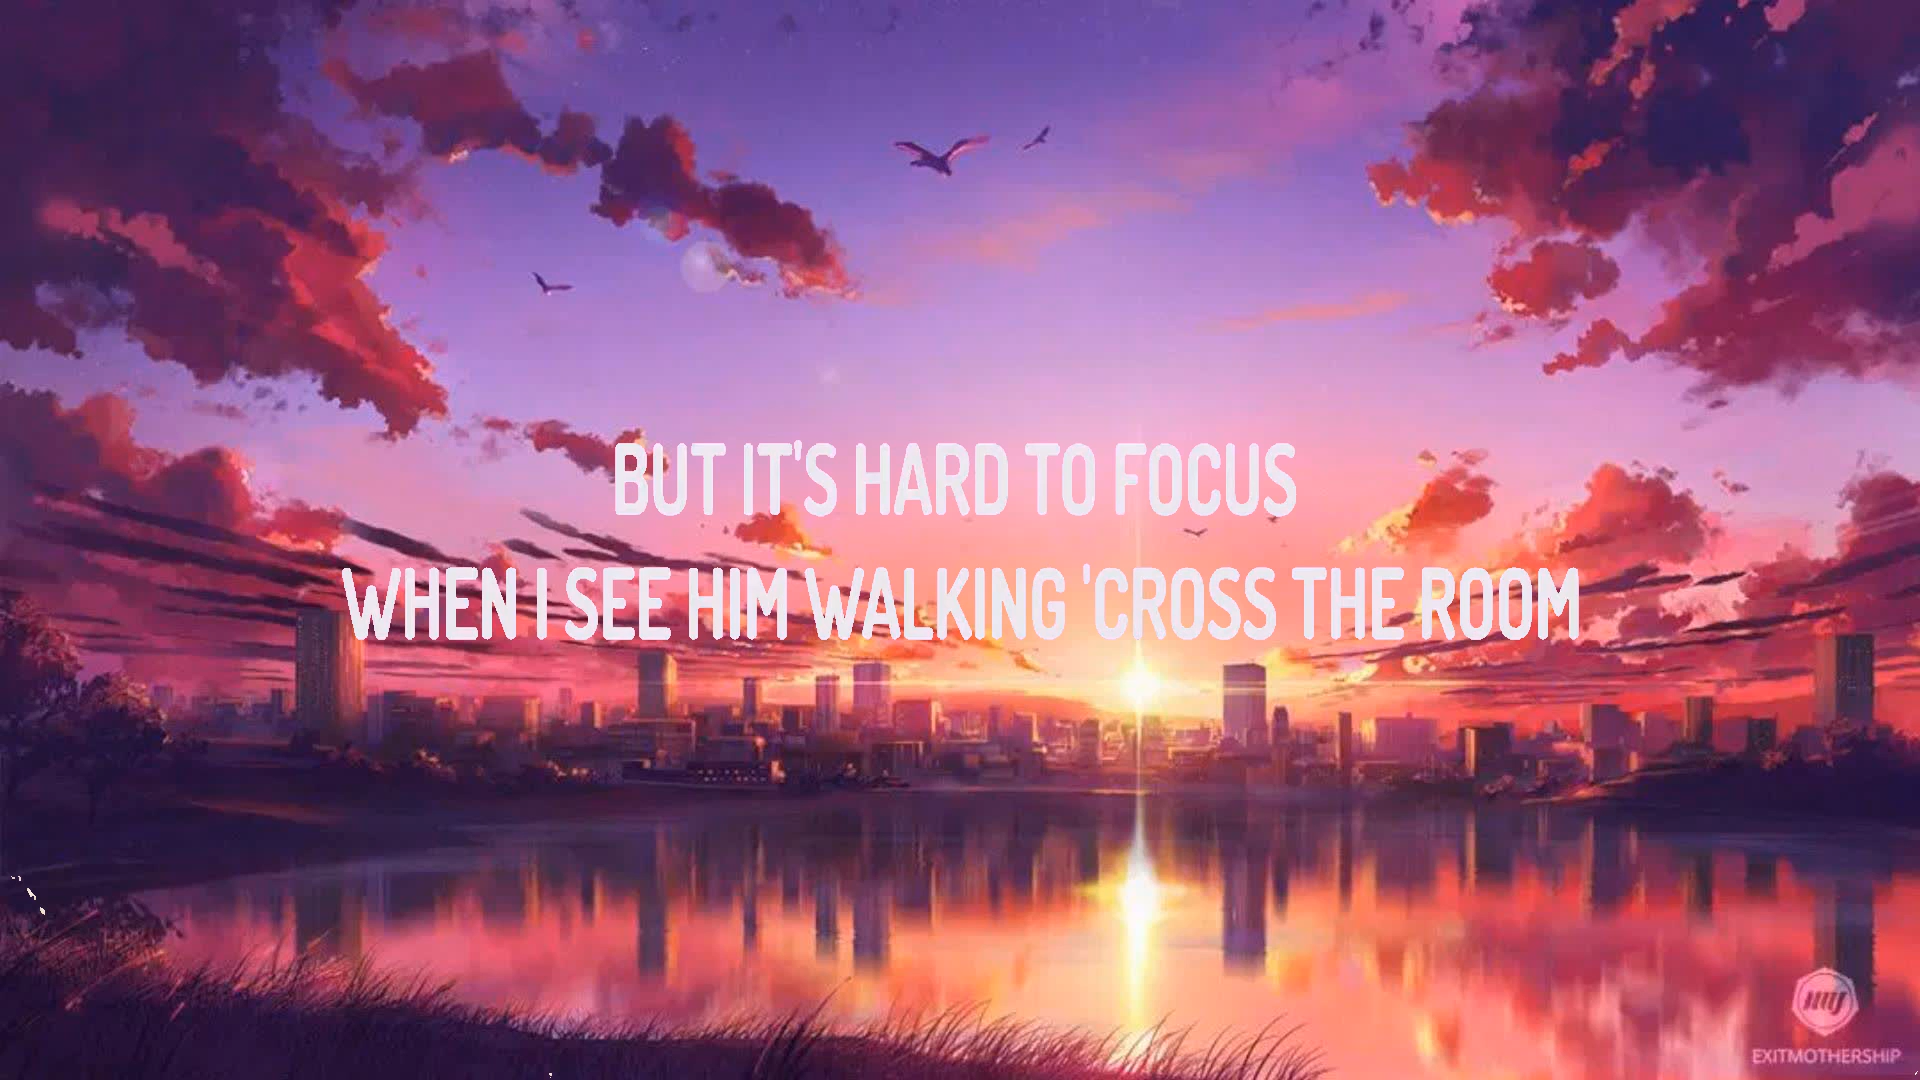 BUT IT'S HARD TO FOCUS
WHEN I SEE HIM WALKING 'CROSS THE ROOM
EXITMOTHERSHIP